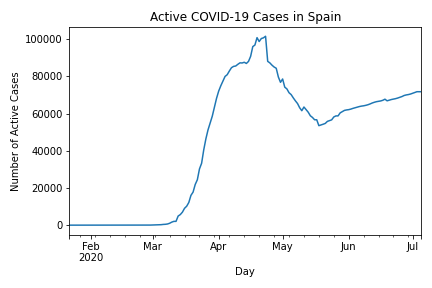 Active COVID-19 Cases in Spain
Number of Active Cases
100000
80000
60000
40000
20000
0
Feb Mar Apr May Jun Jul
2020
Day